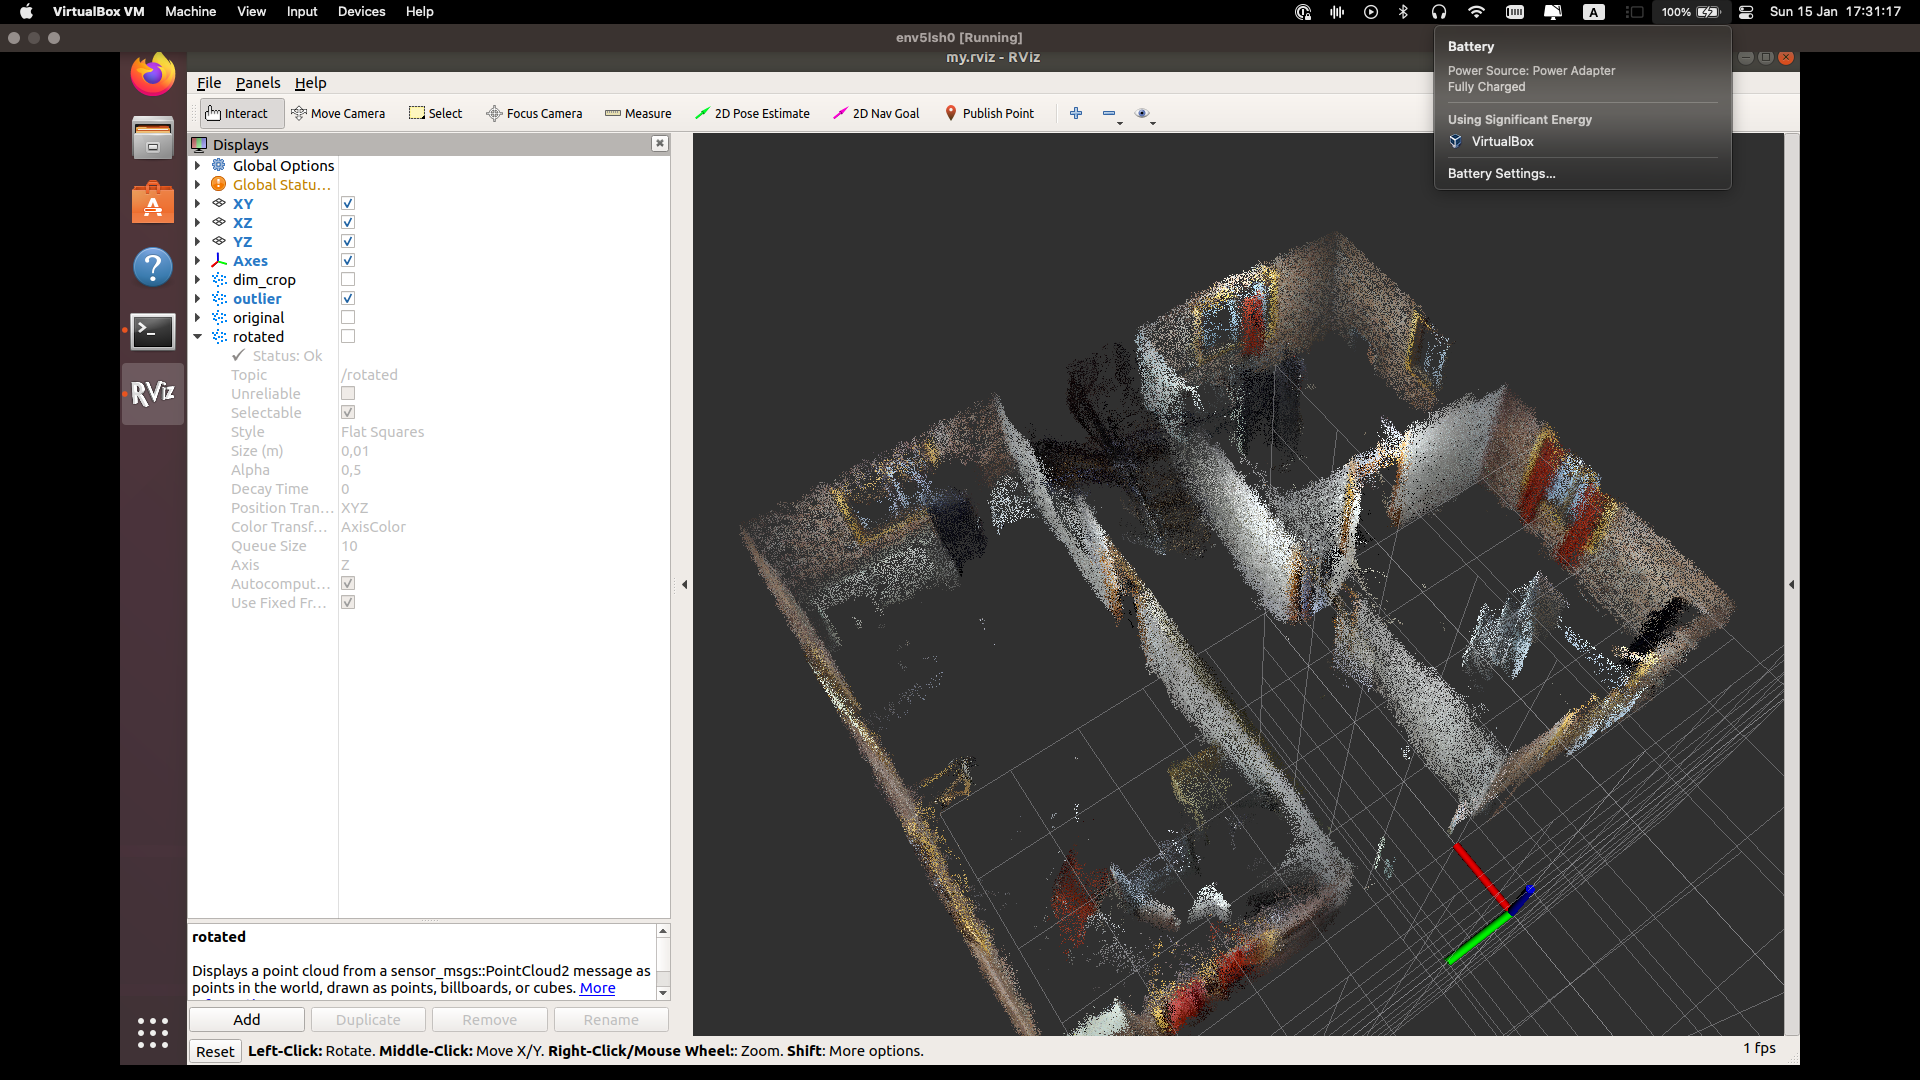 VirtualBox VM Machine View Input Devices Help
A 100% Sun 15 Jan 17:31:17
env5lsh0 [Running]
my.rviz - RViz
Battery
Power Source: Power Adapter
Fully Charged
Using Significant Energy
VirtualBox
Battery Settings...
File Panels Help
Interact Move Camera Select Focus Camera Measure 2D Pose Estimate 2D Nav Goal Publish Point
Displays
Global Options
Global Statu...
XY
XZ
YZ
Axes
dim_crop
outlier
original
rotated
Status: Ok
Topic /rotated
Unreliable
Selectable
Style Flat Squares
Size (m) 0,01
Alpha 0,5
Decay Time 0
Position Tran... XYZ
Color Transf... AxisColor
Queue Size 10
Axis Z
Autocomput...
Use Fixed Fr...
RViz
rotated
Displays a point cloud from a sensor_msgs::PointCloud2 message as
points in the world, drawn as points, billboards, or cubes. More
Add Duplicate Remove Rename
Reset Left-Click: Rotate. Middle-Click: Move X/Y. Right-Click/Mouse Wheel:: Zoom. Shift: More options.
1 fps